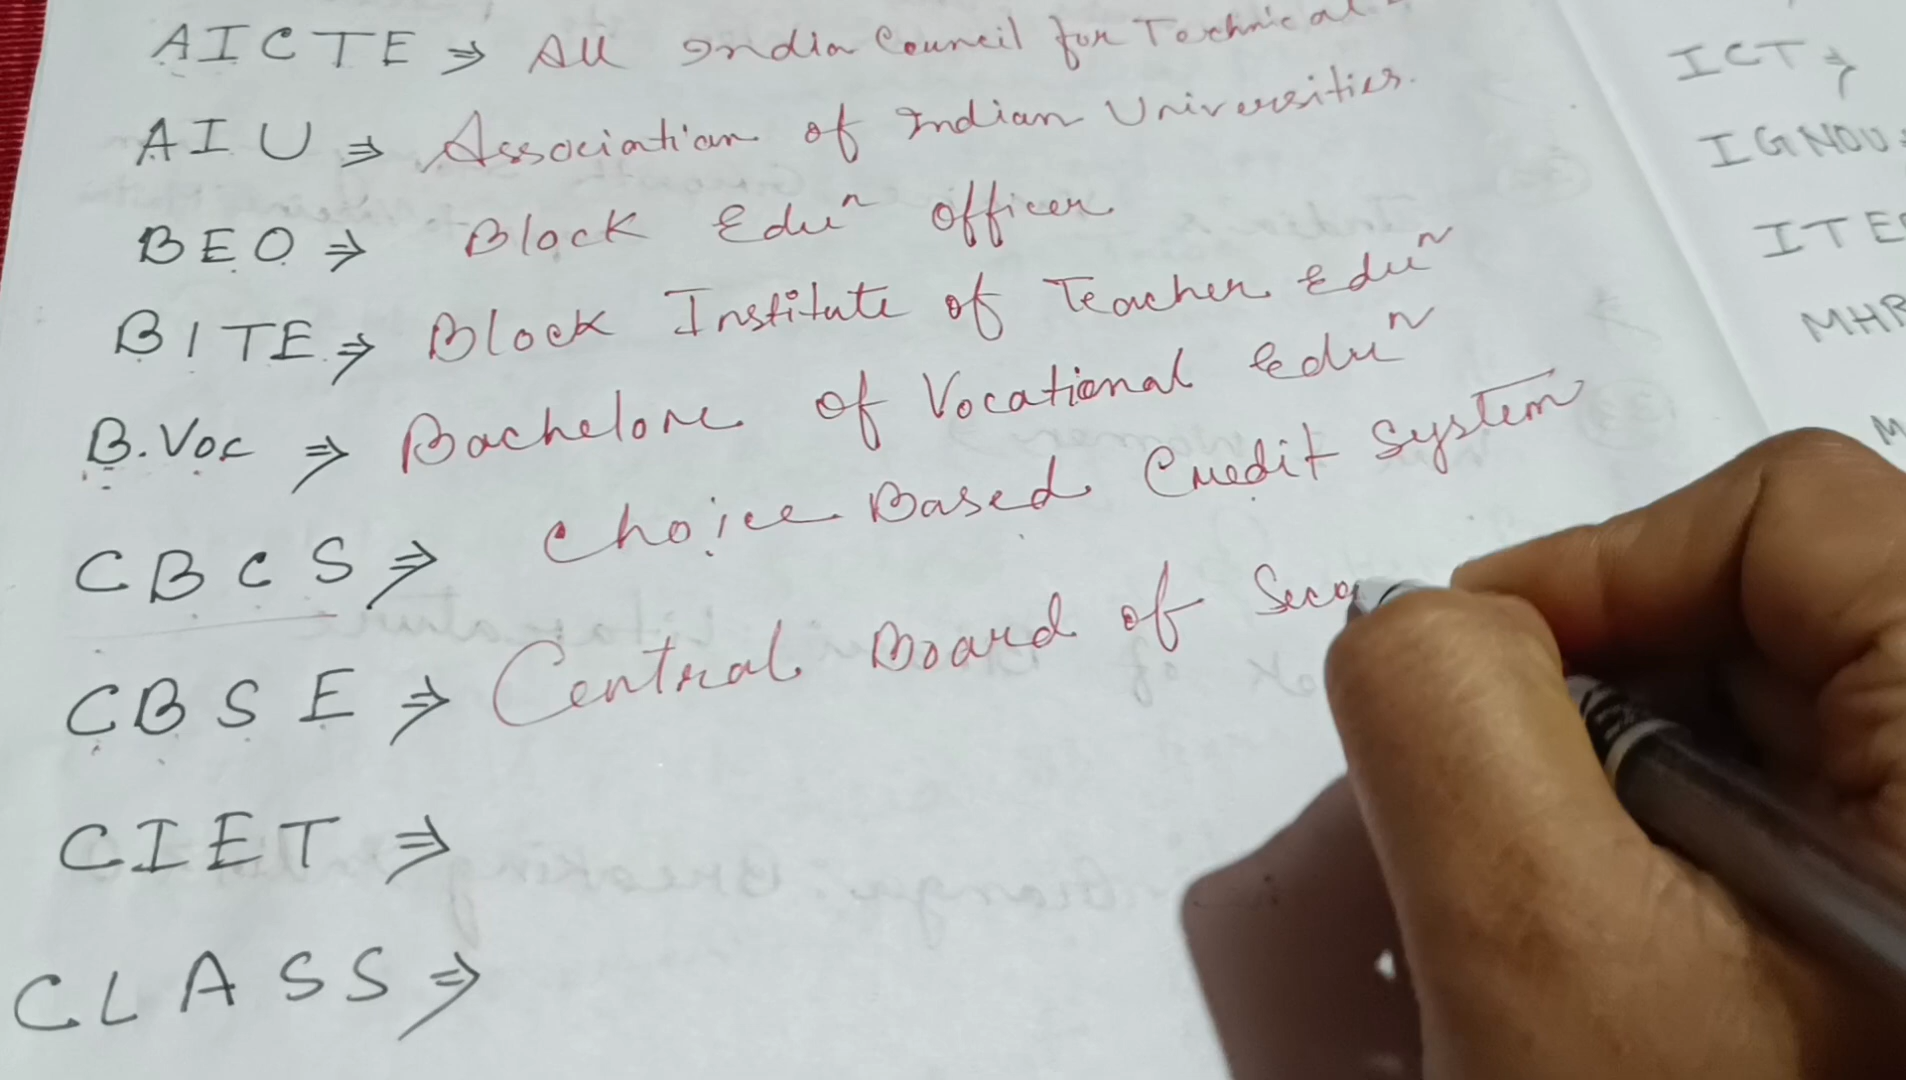 AICTE ⇒ All India Council for Technical
AIU ⇒ Association of Indian Universities.
BEO ⇒ Block Eduⁿ Officer
BITE ⇒ Block Institute of Teacher Eduⁿ
B.Voc ⇒ Bachelore of Vocational Eduⁿ
CBCS ⇒ Choice Based Credit System
CBSE ⇒ Central Board of Seco
CIET ⇒
CLASS ⇒
ICT ⇒
IGNOU
ITE
MHR
M